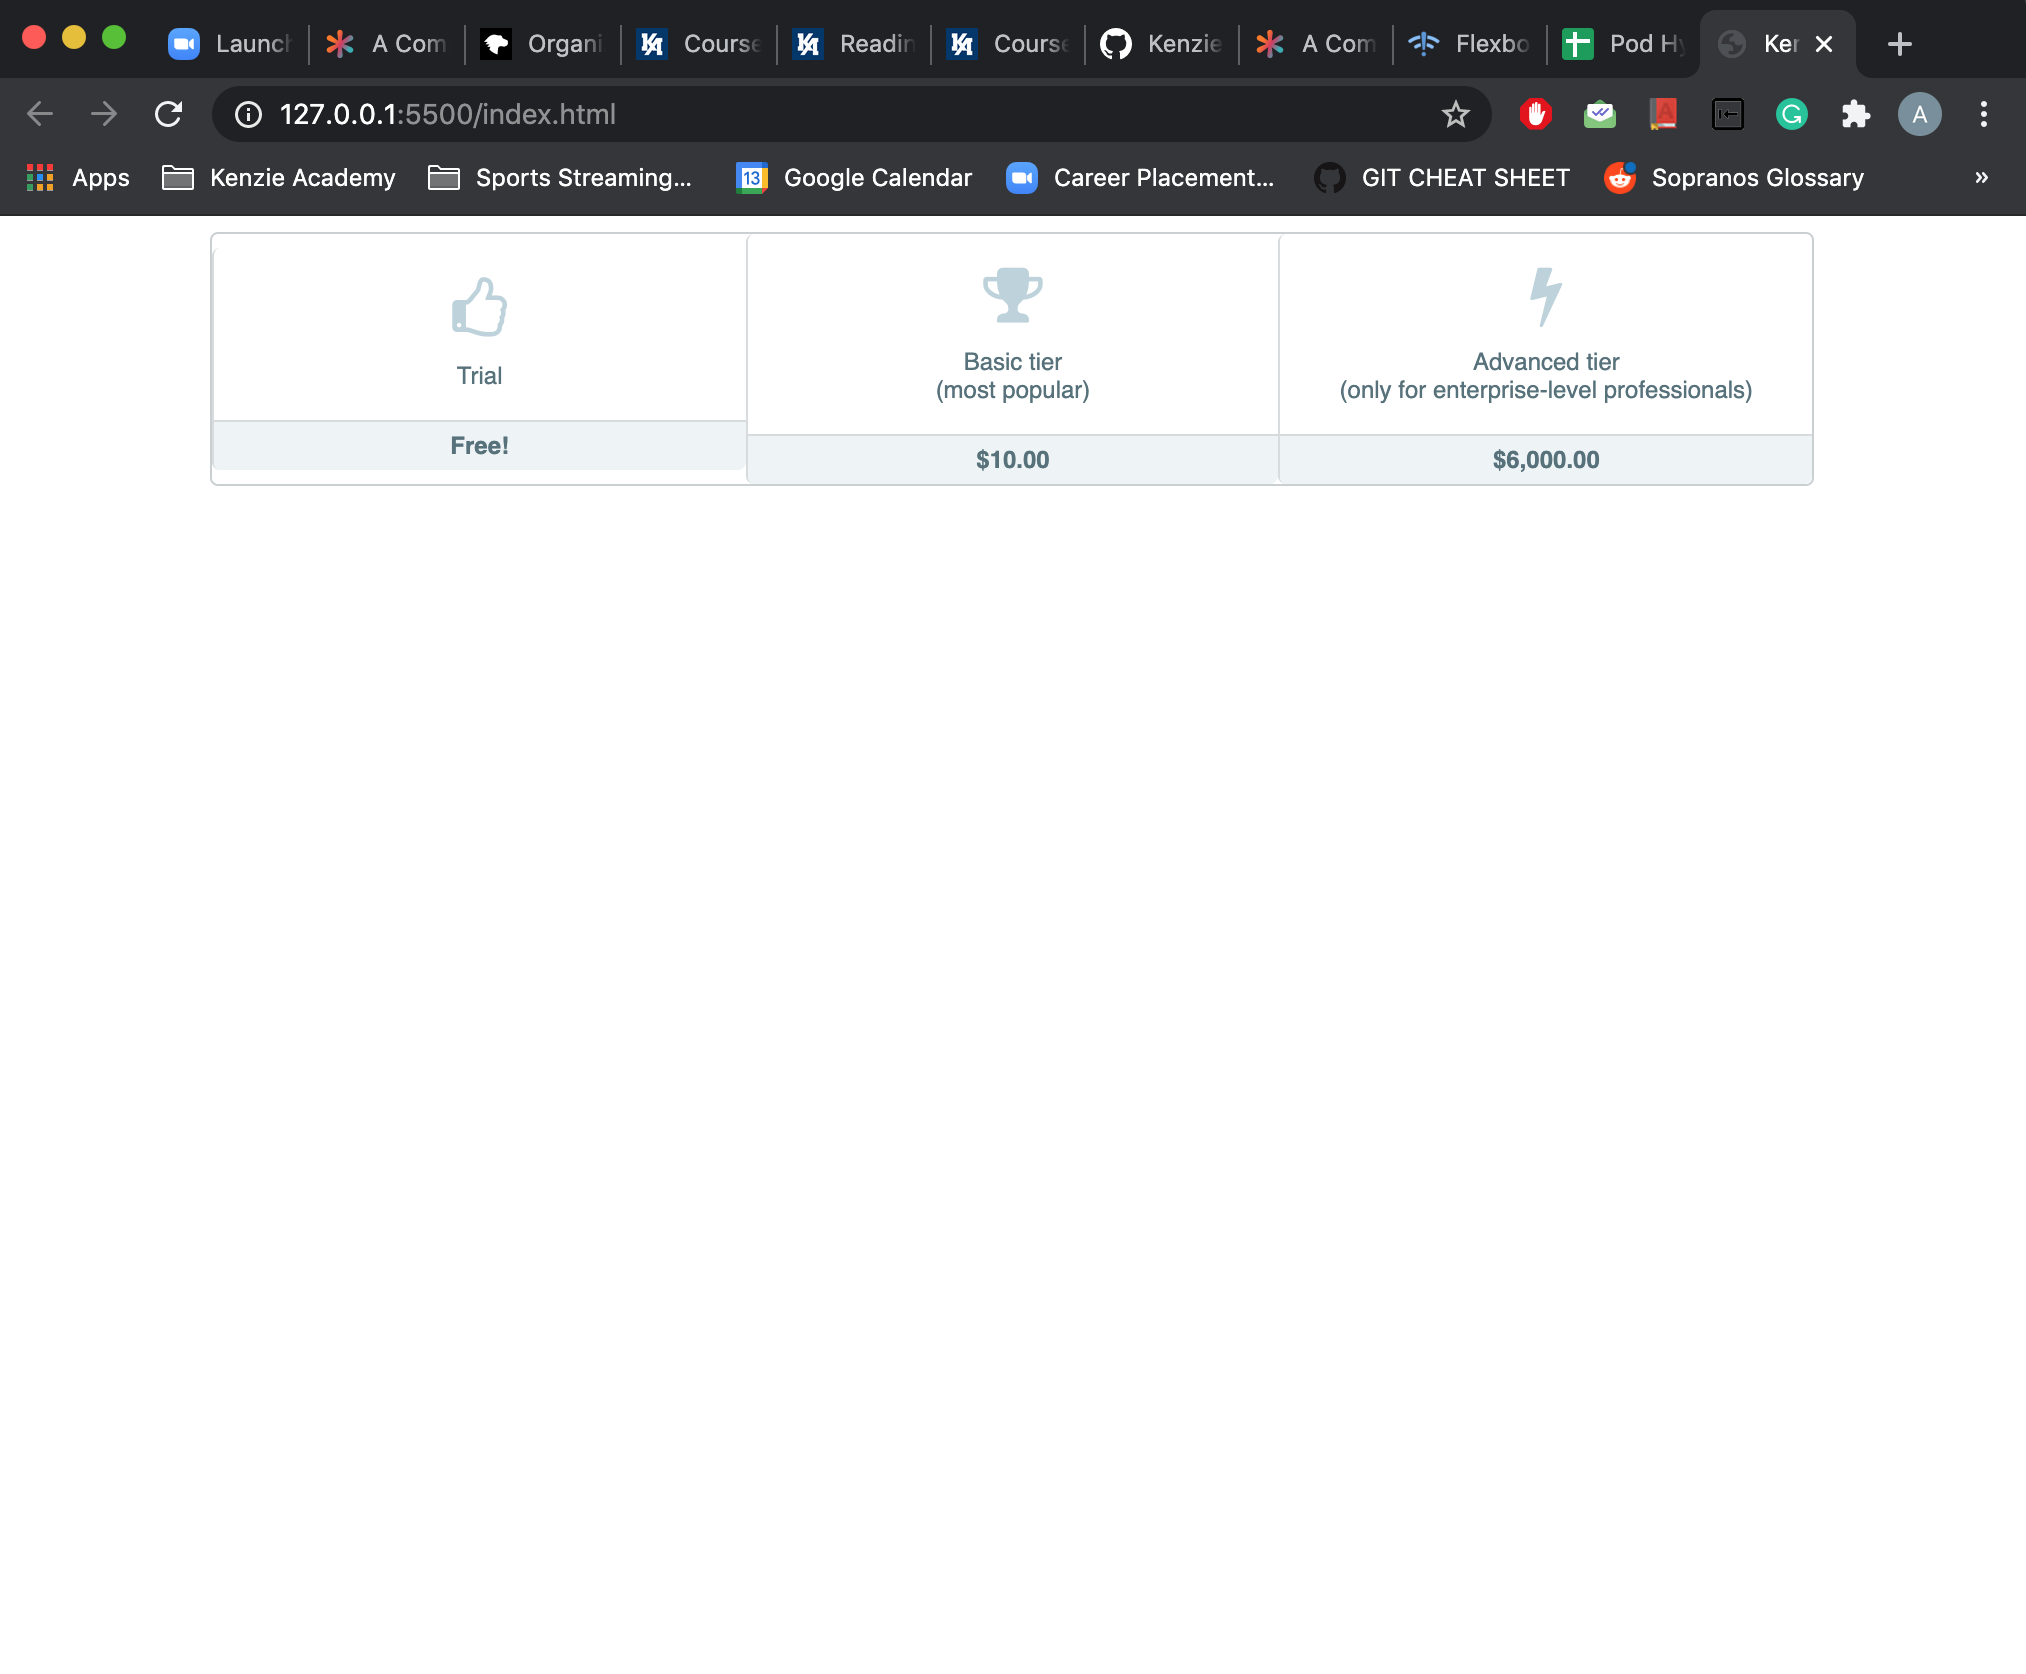 Launch
A Com
Organi
Course
Readin
Course
Kenzie
A Com
Flexbo
Pod Hy
Ker
127.0.0.1:5500/index.html
A
Apps
Kenzie Academy
Sports Streaming...
13
Google Calendar
Career Placement...
GIT CHEAT SHEET
Sopranos Glossary
»
Trial
Free!
Basic tier
(most popular)
$10.00
Advanced tier
(only for enterprise-level professionals)
$6,000.00